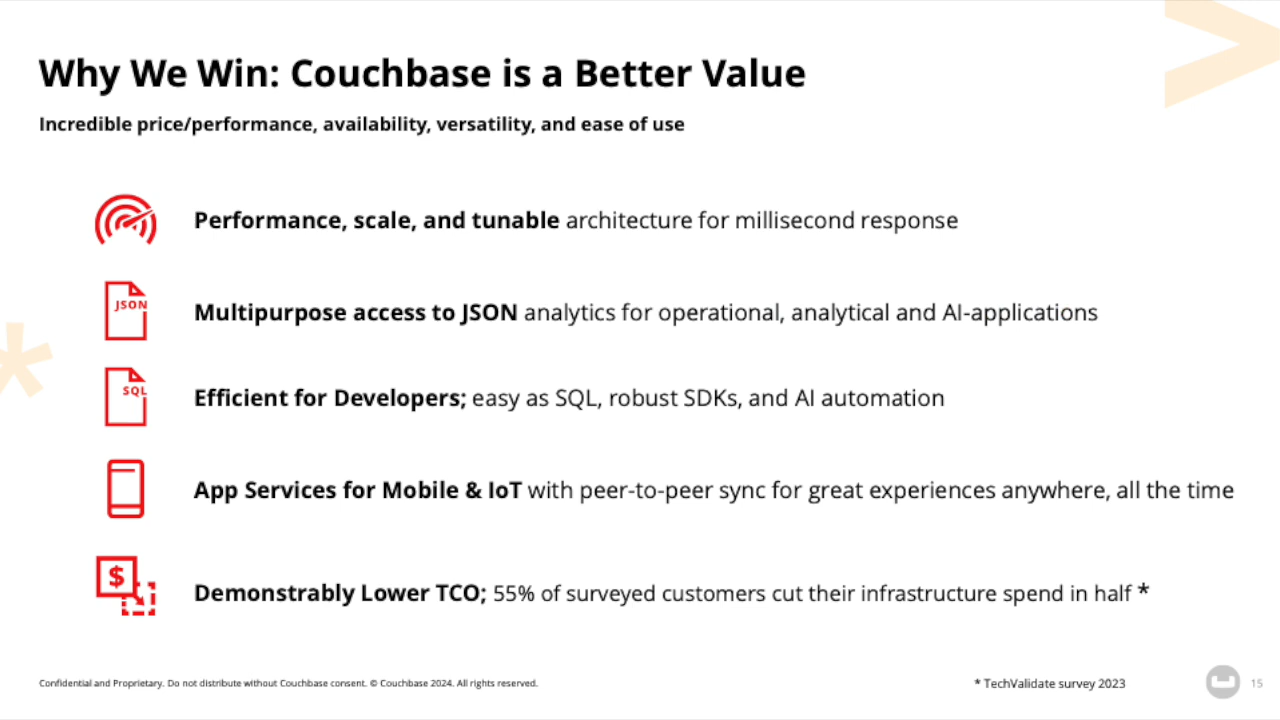 Why We Win: Couchbase is a Better Value
Incredible price/performance, availability, versatility, and ease of use
Performance, scale, and tunable architecture for millisecond response
JSON
Multipurpose access to JSON analytics for operational, analytical and AI-applications
SQL
Efficient for Developers; easy as SQL, robust SDKs, and AI automation
App Services for Mobile & IoT with peer-to-peer sync for great experiences anywhere, all the time
$
Demonstrably Lower TCO; 55% of surveyed customers cut their infrastructure spend in half *
Confidential and Proprietary. Do not distribute without Couchbase consent. © Couchbase 2024. All rights reserved.
* TechValidate survey 2023
15